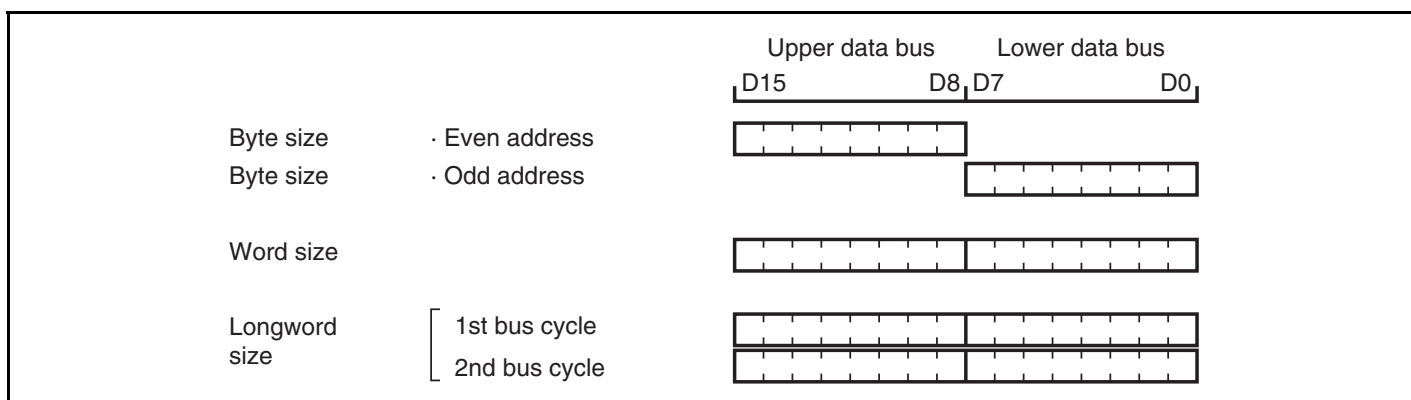 Upper data bus Lower data bus
D15 D8 D7 D0
Byte size · Even address
Byte size · Odd address
Word size
Longword size
1st bus cycle
2nd bus cycle